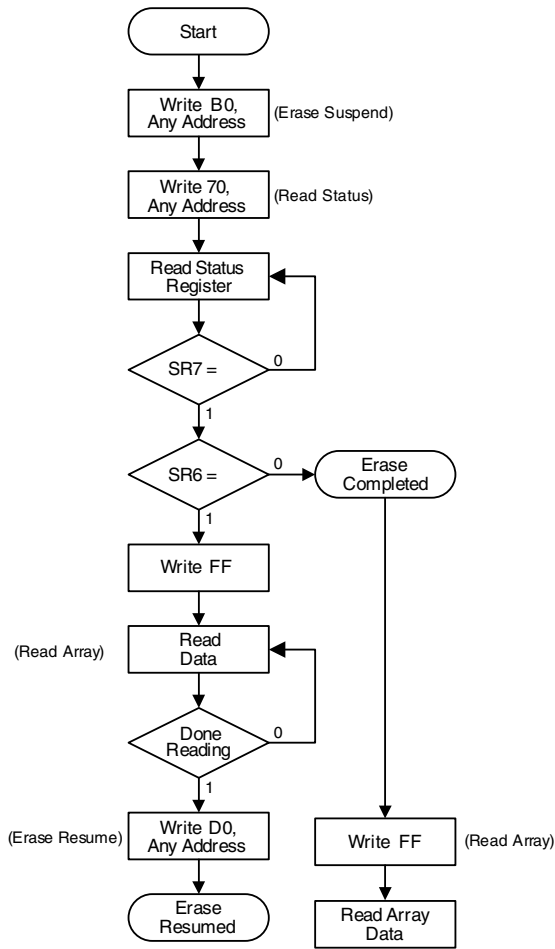 Start
Write B0,
Any Address
(Erase Suspend)
Write 70,
Any Address
(Read Status)
Read Status
Register
SR7 =
0
1
SR6 =
0
Erase
Completed
1
Write FF
(Read Array)
Read
Data
Done
Reading
0
1
(Erase Resume)
Write D0,
Any Address
Write FF
(Read Array)
Erase
Resumed
Read Array
Data